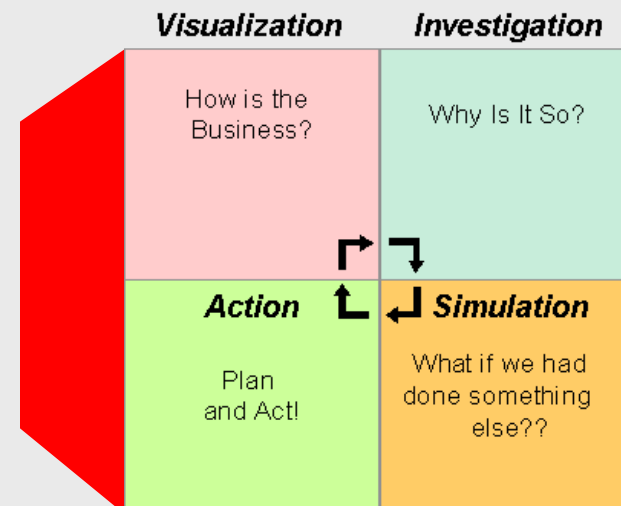 Visualization
Investigation
How is the
Business?
Why Is It So?
Action
Simulation
Plan
and Act!
What if we had
done something
else??